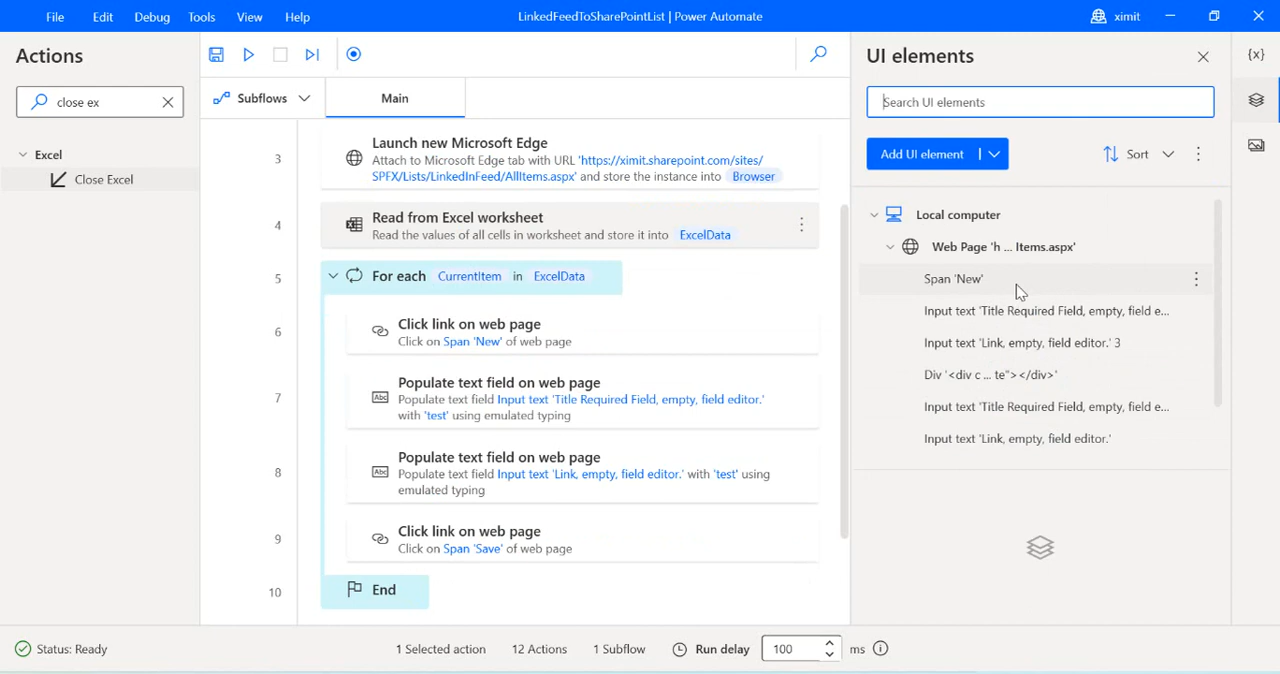 File Edit Debug Tools View Help LinkedFeedToSharePointList | Power Automate ximit
Actions
close ex
Excel
Close Excel
Subflows Main
3 Launch new Microsoft Edge
Attach to Microsoft Edge tab with URL 'https://ximit.sharepoint.com/sites/
SPFX/Lists/LinkedInFeed/AllItems.aspx' and store the instance into Browser
4 Read from Excel worksheet
Read the values of all cells in worksheet and store it into ExcelData
5 For each CurrentItem in ExcelData
6 Click link on web page
Click on Span 'New' of web page
7 Populate text field on web page
Populate text field Input text 'Title Required Field, empty, field editor.'
with 'test' using emulated typing
8 Populate text field on web page
Populate text field Input text 'Link, empty, field editor.' with 'test' using
emulated typing
9 Click link on web page
Click on Span 'Save' of web page
10 End
UI elements
Search UI elements
Add UI element Sort
Local computer
Web Page 'h ... Items.aspx'
Span 'New'
Input text 'Title Required Field, empty, field e...
Input text 'Link, empty, field editor.' 3
Div '<div c ... te"></div>'
Input text 'Title Required Field, empty, field e...
Input text 'Link, empty, field editor.'
{x}
Status: Ready 1 Selected action 12 Actions 1 Subflow Run delay 100 ms